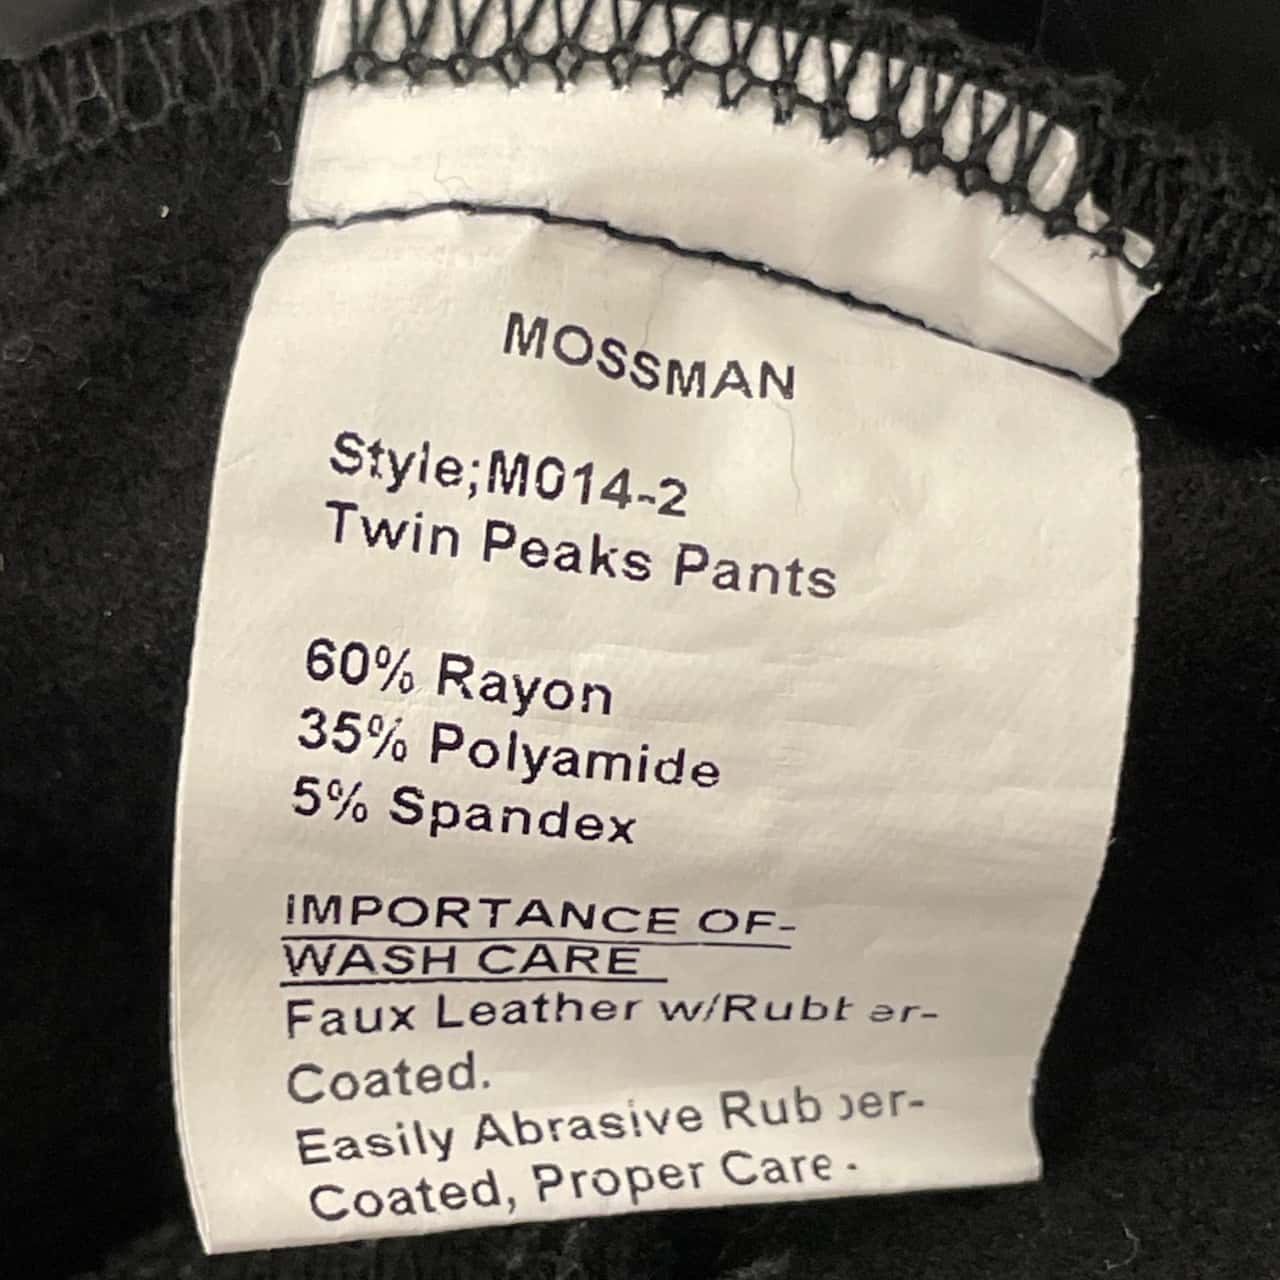 MOSSMAN
Style;M014-2
Twin Peaks Pants
60% Rayon
35% Polyamide
5% Spandex
IMPORTANCE OF-
WASH CARE
Faux Leather w/Rubber-
Coated.
Easily Abrasive Rubber-
Coated, Proper Care.